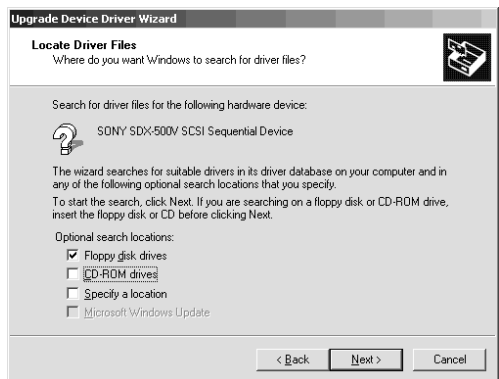 Upgrade Device Driver Wizard
Locate Driver Files
Where do you want Windows to search for driver files?
Search for driver files for the following hardware device:
SONY SDX-500V SCSI Sequential Device
The wizard searches for suitable drivers in its driver database on your computer and in
any of the following optional search locations that you specify.
To start the search, click Next. If you are searching on a floppy disk or CD-ROM drive,
insert the floppy disk or CD before clicking Next.
Optional search locations:
Floppy disk drives
CD-ROM drives
Specify a location
Microsoft Windows Update
< Back Next > Cancel